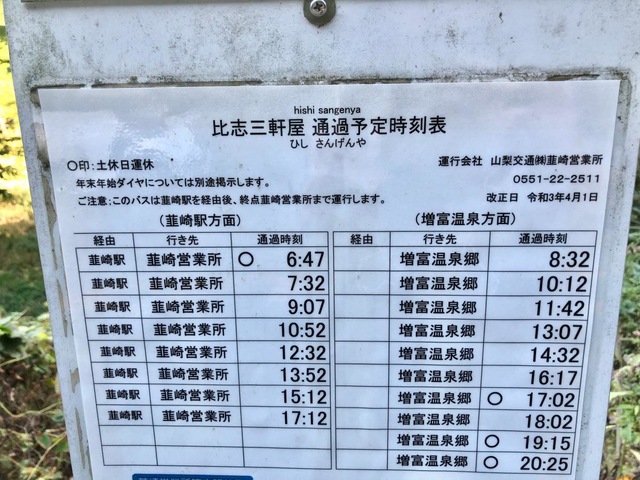 hishi sangenya
比志三軒屋 通過予定時刻表
ひし さんげんや
〇印:土休日運休
運行会社 山梨交通㈱韮崎営業所
年末年始ダイヤについては別途掲示します。
0551-22-2511
ご注意:このバスは韮崎駅を経由後、終点韮崎営業所まで運行します。
改正日 令和3年4月1日
(韮崎駅方面)
経由 行き先 通過時刻
韮崎駅 韮崎営業所 〇 6:47
韮崎駅 韮崎営業所 7:32
韮崎駅 韮崎営業所 9:07
韮崎駅 韮崎営業所 10:52
韮崎駅 韮崎営業所 12:32
韮崎駅 韮崎営業所 13:52
韮崎駅 韮崎営業所 15:12
韮崎駅 韮崎営業所 17:12
(増富温泉方面)
経由 行き先 通過時刻
増富温泉郷 8:32
増富温泉郷 10:12
増富温泉郷 11:42
増富温泉郷 13:07
増富温泉郷 14:32
増富温泉郷 16:17
増富温泉郷 〇 17:02
増富温泉郷 18:02
増富温泉郷 〇 19:15
増富温泉郷 〇 20:25